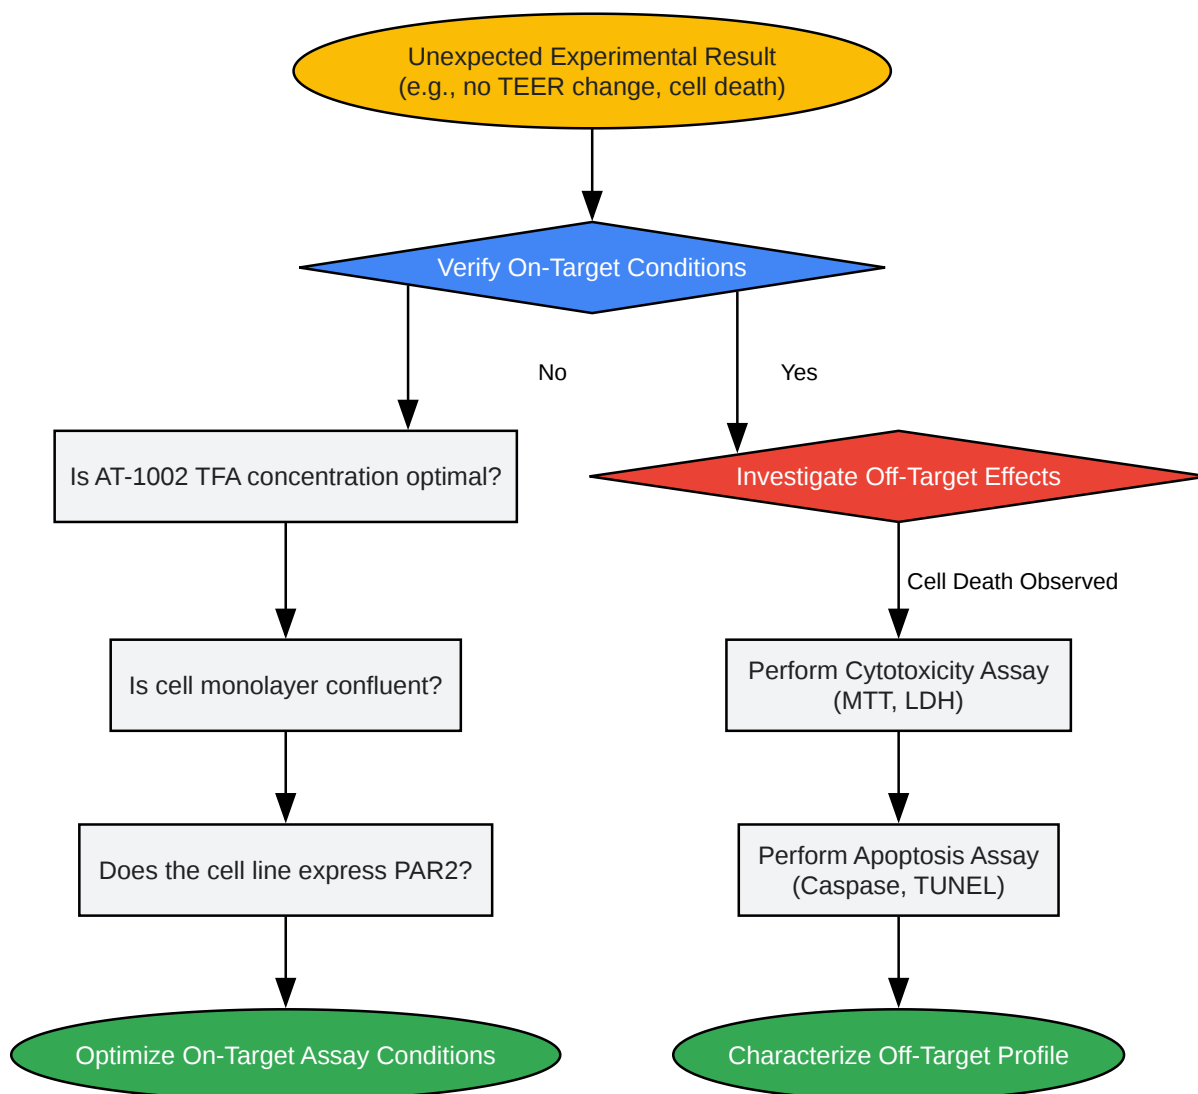 Unexpected Experimental Result
(e.g., no TEER change, cell death)
Verify On-Target Conditions
No
Yes
Is AT-1002 TFA concentration optimal?
Investigate Off-Target Effects
Cell Death Observed
Is cell monolayer confluent?
Perform Cytotoxicity Assay
(MTT, LDH)
Does the cell line express PAR2?
Perform Apoptosis Assay
(Caspase, TUNEL)
Optimize On-Target Assay Conditions
Characterize Off-Target Profile